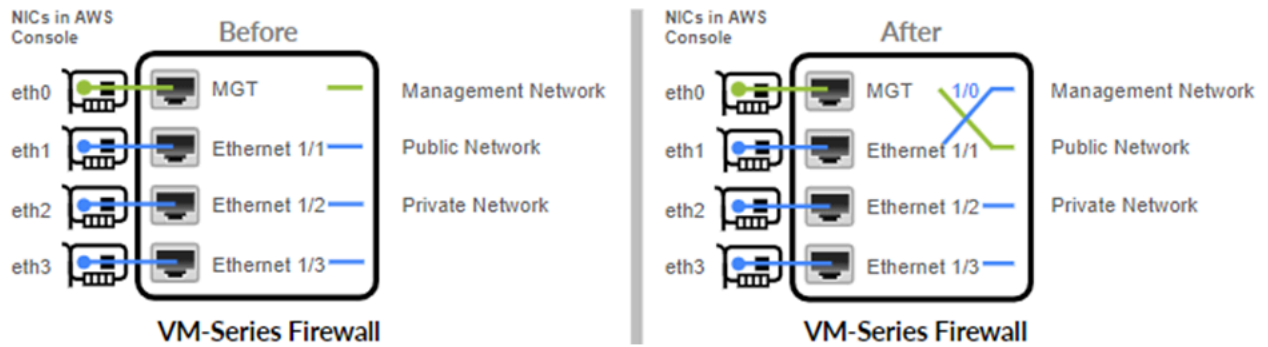 NICs in AWS
Console
Before
eth0
MGT
Management Network
eth1
Ethernet 1/1
Public Network
eth2
Ethernet 1/2
Private Network
eth3
Ethernet 1/3
VM-Series Firewall
NICs in AWS
Console
After
eth0
MGT
1/0
Management Network
eth1
Ethernet 1/1
Public Network
eth2
Ethernet 1/2
Private Network
eth3
Ethernet 1/3
VM-Series Firewall